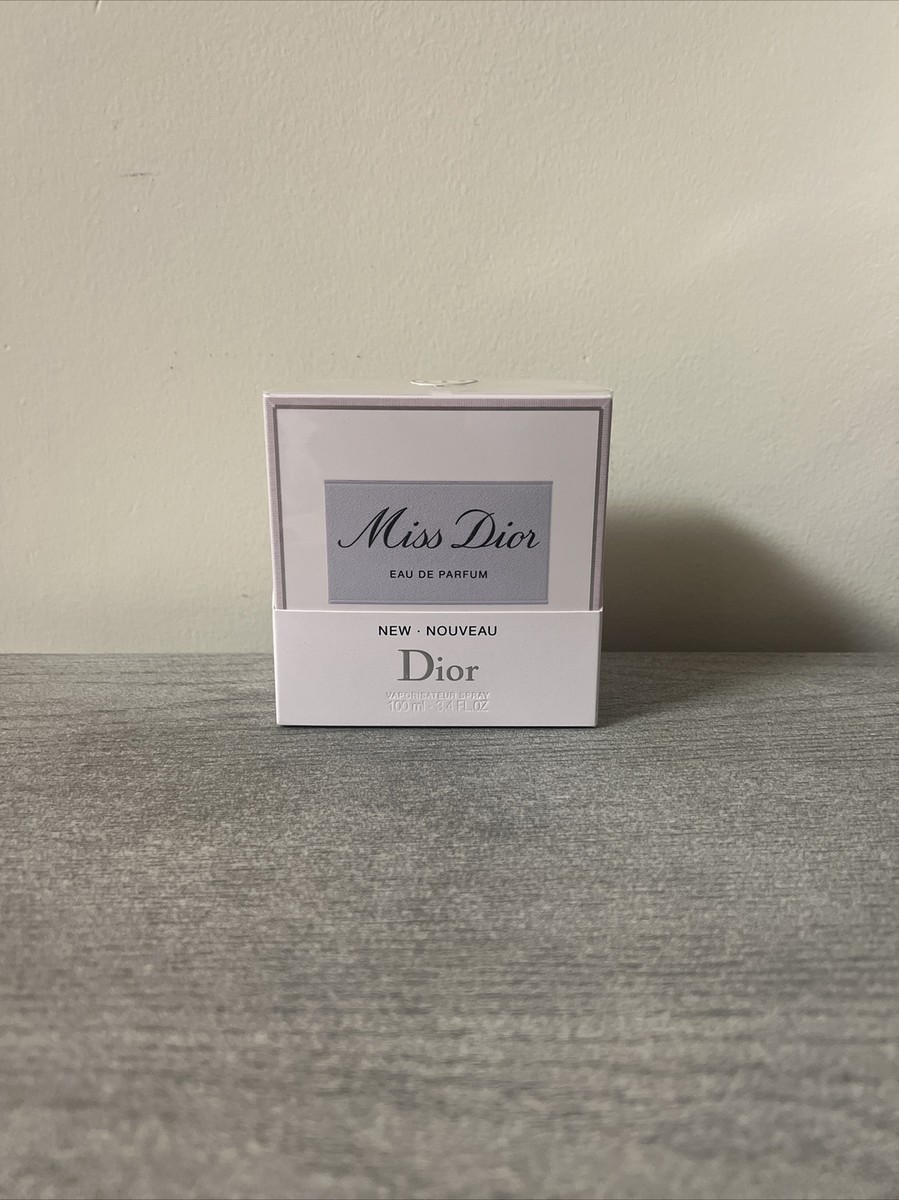 Miss Dior
EAU DE PARFUM
NEW · NOUVEAU
Dior
VAPORISATEUR SPRAY
100 ml - 3.4 FL.OZ